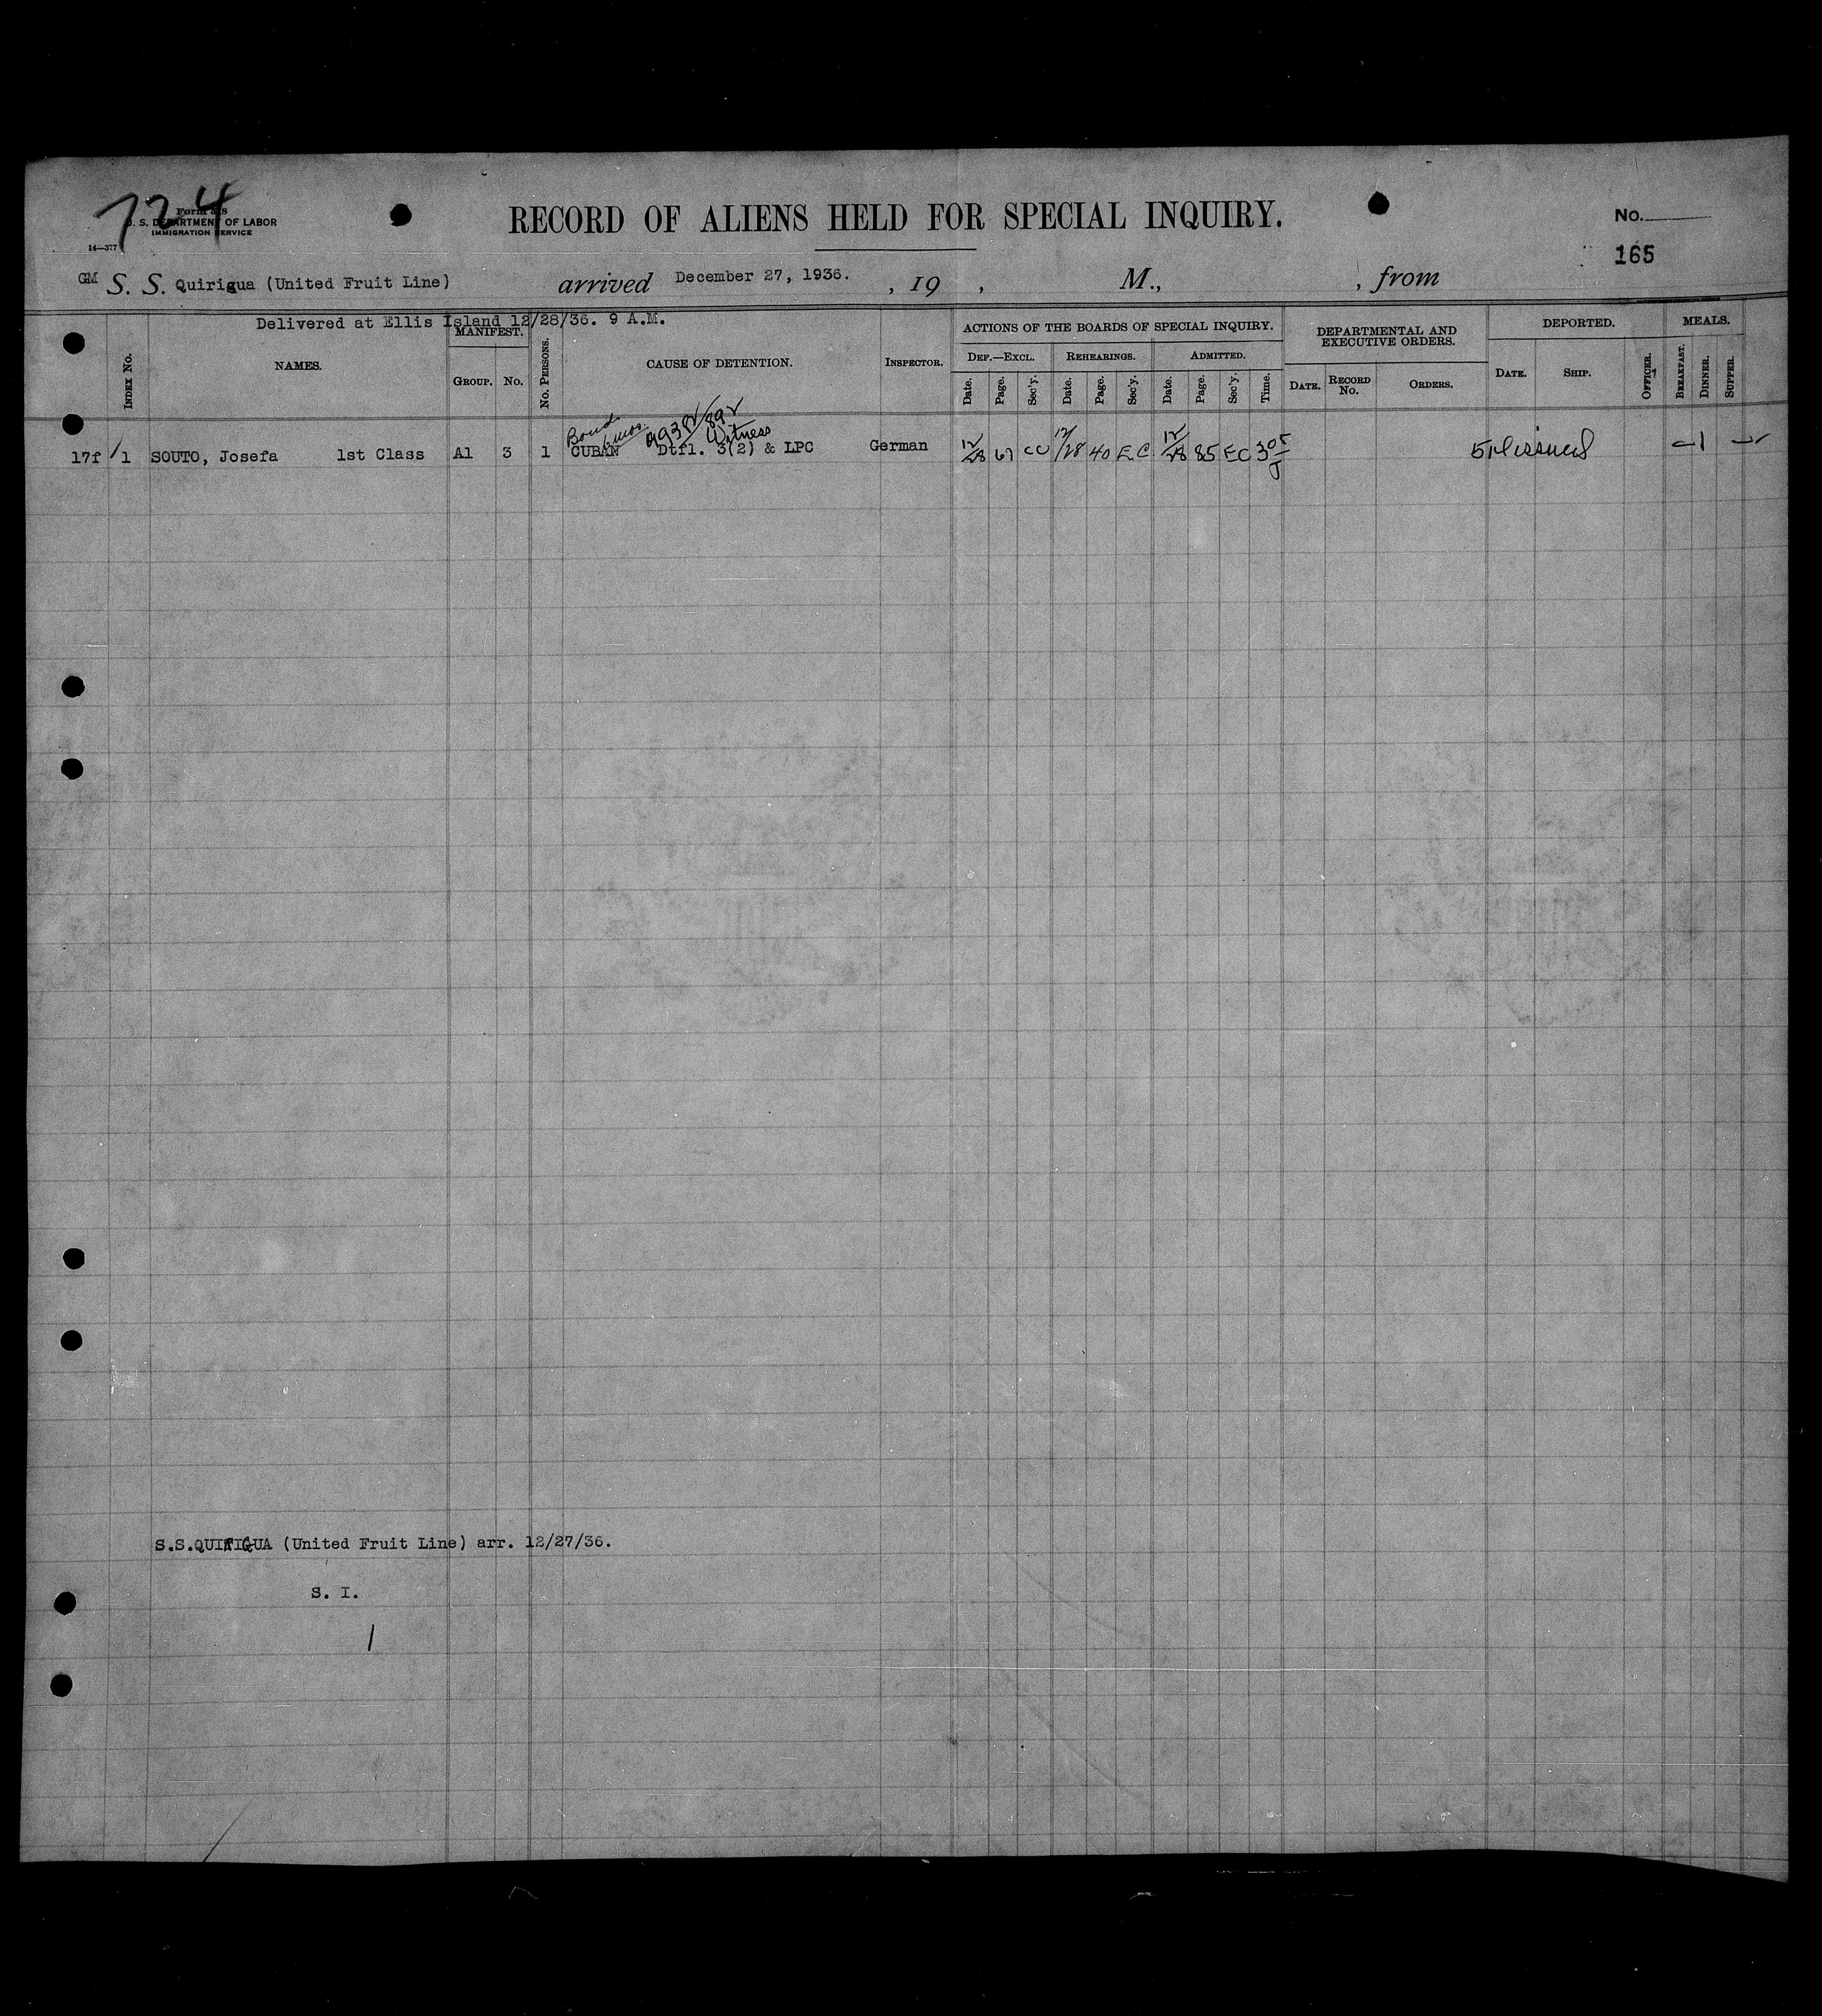 724
Form 5 8
U. S. DEPARTMENT OF LABOR
IMMIGRATION SERVICE
14—377
RECORD OF ALIENS HELD FOR SPECIAL INQUIRY.
No.
165
GM S. S. Quirigua (United Fruit Line) arrived December 27, 1936. , 19 , M., , from
Delivered at Ellis Island 12/28/36. 9 A.M.
INDEX No. NAMES. MANIFEST. GROUP. No. No. PERSONS. CAUSE OF DETENTION. INSPECTOR.
ACTIONS OF THE BOARDS OF SPECIAL INQUIRY.
DEF.—EXCL. REHEARINGS. ADMITTED.
Date. Page. Sec'y. Date. Page. Sec'y. Date. Page. Sec'y. Time.
DEPARTMENTAL AND EXECUTIVE ORDERS.
DATE. RECORD No. ORDERS.
DEPORTED.
DATE. SHIP. OFFICER.
MEALS.
BREAKFAST. DINNER. SUPPER.
Bond 6 mos. Witness
17f 1 SOUTO, Josefa 1st Class A1 3 1 CUBAN Dtfl. 3(2) & LPC German 12/28 67 CC 12/28 40 E.C 12/28 85 EC 3 05 issued 1
S.S.QUIRIGUA (United Fruit Line) arr. 12/27/36.
S. I.
1